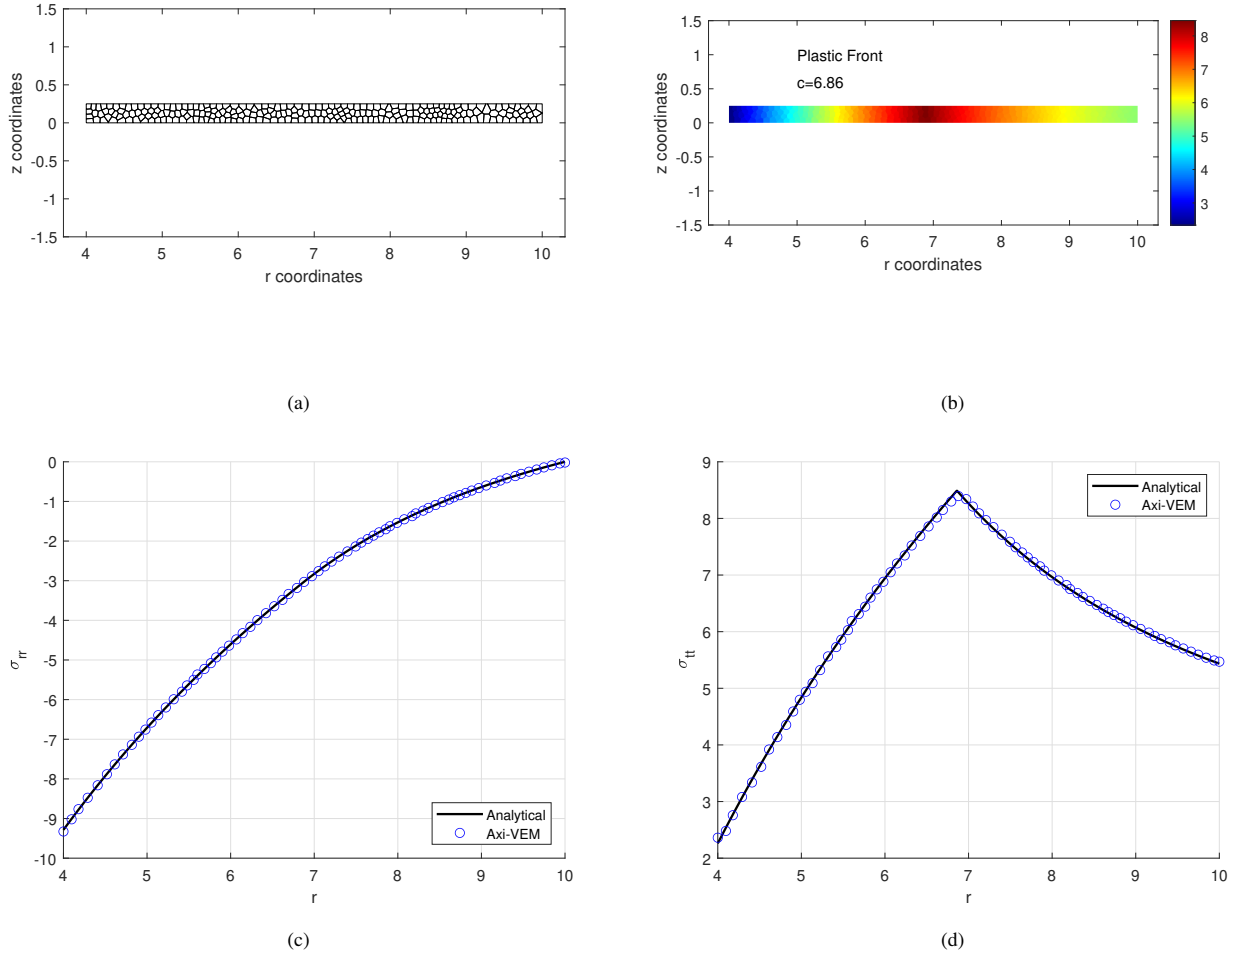 1.5
1
0.5
0
-0.5
-1
-1.5
z coordinates
4 5 6 7 8 9 10
r coordinates
1.5
1
0.5
0
-0.5
-1
-1.5
z coordinates
Plastic Front
c=6.86
4 5 6 7 8 9 10
r coordinates
8
7
6
5
4
3
(a)
(b)
0
-1
-2
-3
-4
-5
-6
-7
-8
-9
-10
σrr
Analytical
Axi-VEM
4 5 6 7 8 9 10
r
9
8
7
6
5
4
3
2
σtt
Analytical
Axi-VEM
4 5 6 7 8 9 10
r
(c)
(d)